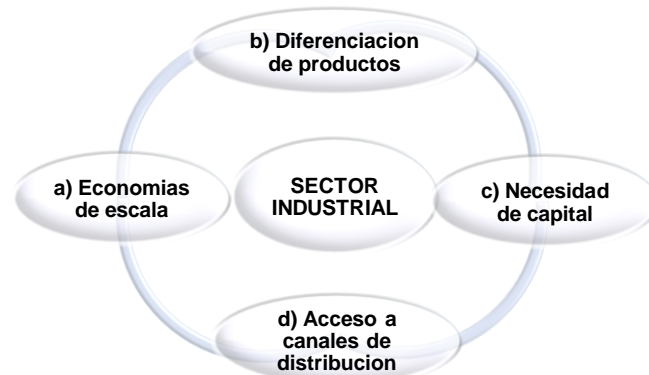 b) Diferenciacion
de productos
a) Economias
de escala
SECTOR
INDUSTRIAL
c) Necesidad
de capital
d) Acceso a
canales de
distribucion